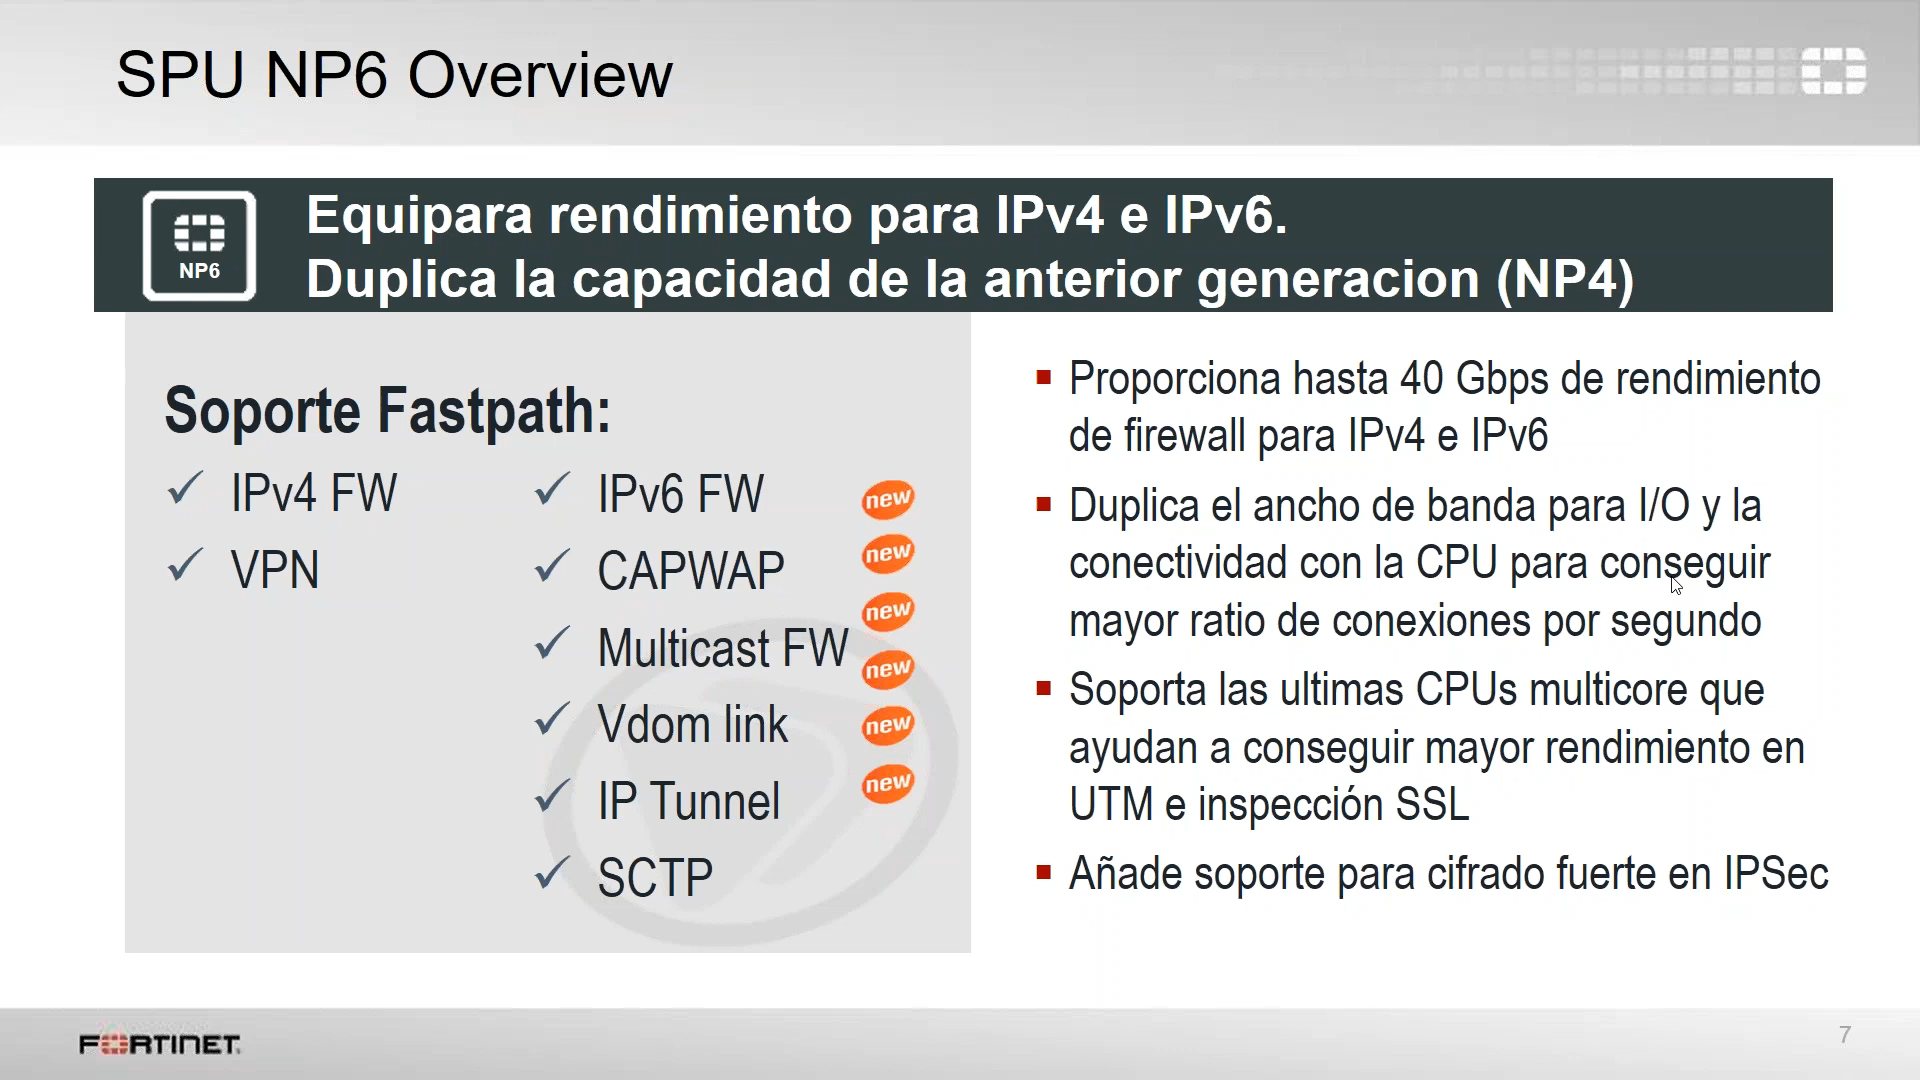 SPU NP6 Overview
NP6
Equipara rendimiento para IPv4 e IPv6.
Duplica la capacidad de la anterior generacion (NP4)
Soporte Fastpath:
IPv4 FW
VPN
IPv6 FW
new
CAPWAP
new
Multicast FW
new
Vdom link
new
IP Tunnel
new
SCTP
new
Proporciona hasta 40 Gbps de rendimiento
de firewall para IPv4 e IPv6
Duplica el ancho de banda para I/O y la
conectividad con la CPU para conseguir
mayor ratio de conexiones por segundo
Soporta las ultimas CPUs multicore que
ayudan a conseguir mayor rendimiento en
UTM e inspección SSL
Añade soporte para cifrado fuerte en IPSec
FORTINET
7